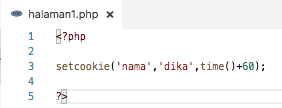 halaman1.php ×
1 <?php
2
3 setcookie('nama','dika',time()+60);
4
5 ?>